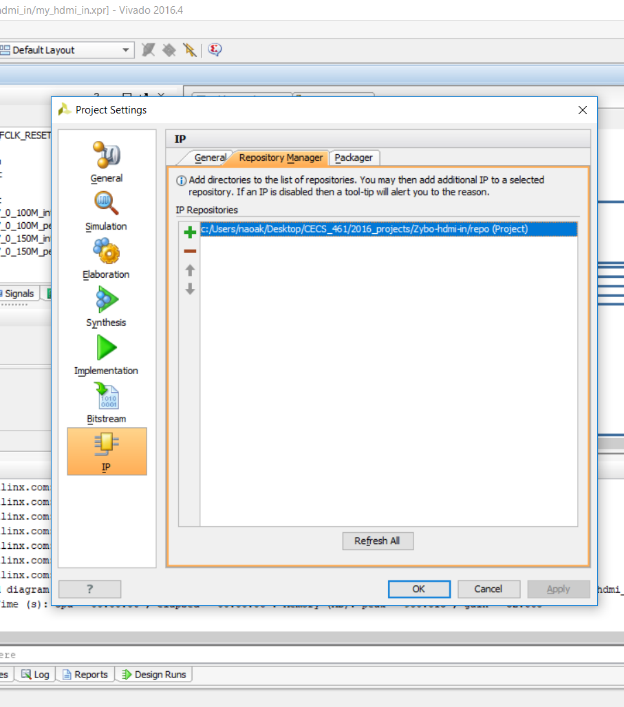 hdmi_in/my_hdmi_in.xpr] - Vivado 2016.4
Default Layout
Project Settings
FCLK_RESET
_0_100M_in
_0_100M_pe
_0_150M_in
_0_150M_pe
Signals
General
Simulation
Elaboration
Synthesis
Implementation
Bitstream
IP
IP
General
Repository Manager
Packager
Add directories to the list of repositories. You may then add additional IP to a selected
repository. If an IP is disabled then a tool-tip will alert you to the reason.
IP Repositories
c:/Users/naoak/Desktop/CECS_461/2016_projects/Zybo-hdmi-in/repo (Project)
Refresh All
?
OK
Cancel
Apply
linx.com
linx.com
linx.com
linx.com
linx.com
linx.com
linx.com
diagram
hdmi_
ime (s):
ere
es
Log
Reports
Design Runs